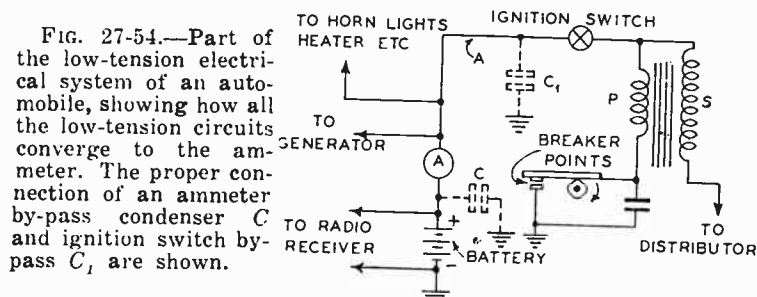 FIG. 27-54.—Part of
the low-tension electri-
cal system of an auto-
mobile, showing how all
the low-tension circuits
converge to the am-
meter. The proper con-
nection of an ammeter
by-pass condenser C
and ignition switch by-
pass C₁ are shown.
TO HORN LIGHTS
HEATER ETC
IGNITION SWITCH
A
C₁
P
S
TO
GENERATOR
BREAKER
POINTS
A
C
TO RADIO
RECEIVER
+
BATTERY
-
TO
DISTRIBUTOR